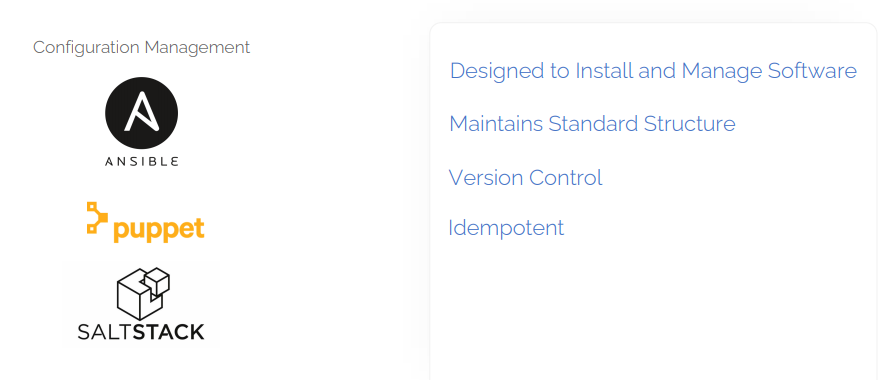 Configuration Management
ANSIBLE
puppet
SALTSTACK
Designed to Install and Manage Software
Maintains Standard Structure
Version Control
Idempotent